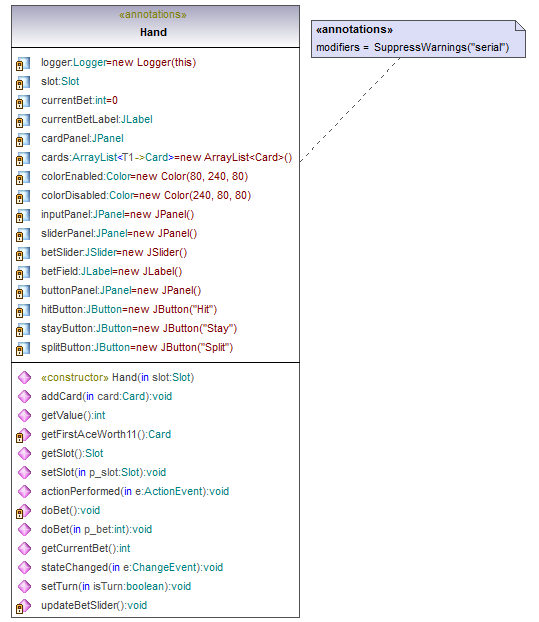 «annotations»
Hand
logger:Logger=new Logger(this)
slot:Slot
currentBet:int=0
currentBetLabel:JLabel
cardPanel:JPanel
cards:ArrayList<T1->Card>=new ArrayList<Card>()
colorEnabled:Color=new Color(80, 240, 80)
colorDisabled:Color=new Color(240, 80, 80)
inputPanel:JPanel=new JPanel()
sliderPanel:JPanel=new JPanel()
betSlider:JSlider=new JSlider()
betField:JLabel=new JLabel()
buttonPanel:JPanel=new JPanel()
hitButton:JButton=new JButton("Hit")
stayButton:JButton=new JButton("Stay")
splitButton:JButton=new JButton("Split")
«constructor» Hand(in slot:Slot)
addCard(in card:Card):void
getValue():int
getFirstAceWorth11():Card
getSlot():Slot
setSlot(in p_slot:Slot):void
actionPerformed(in e:ActionEvent):void
doBet():void
doBet(in p_bet:int):void
getCurrentBet():int
stateChanged(in e:ChangeEvent):void
setTurn(in isTurn:boolean):void
updateBetSlider():void
«annotations»
modifiers = SuppressWarnings("serial")